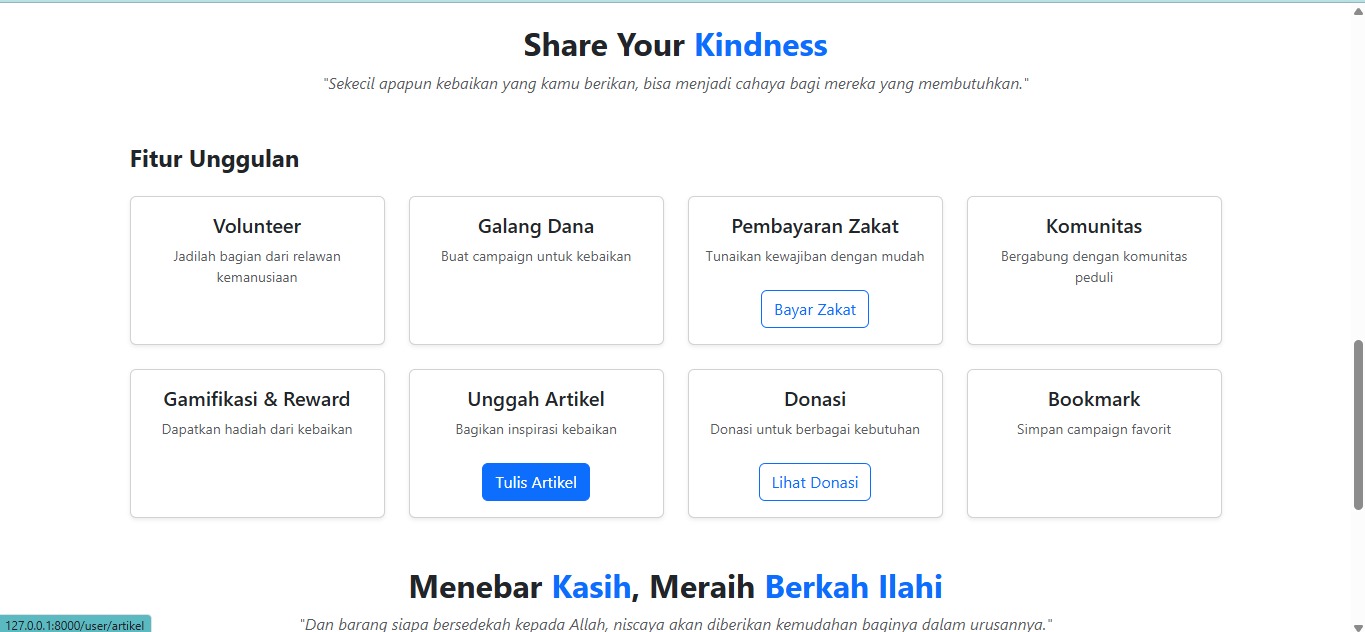 Share Your Kindness
"Sekecil apapun kebaikan yang kamu berikan, bisa menjadi cahaya bagi mereka yang membutuhkan."
Fitur Unggulan
Volunteer
Jadilah bagian dari relawan
kemanusiaan
Galang Dana
Buat campaign untuk kebaikan
Pembayaran Zakat
Tunaikan kewajiban dengan mudah
Bayar Zakat
Komunitas
Bergabung dengan komunitas
peduli
Gamifikasi & Reward
Dapatkan hadiah dari kebaikan
Unggah Artikel
Bagikan inspirasi kebaikan
Tulis Artikel
Donasi
Donasi untuk berbagai kebutuhan
Lihat Donasi
Bookmark
Simpan campaign favorit
Menebar Kasih, Meraih Berkah Ilahi
"Dan barang siapa bersedekah kepada Allah, niscaya akan diberikan kemudahan baginya dalam urusannya."
127.0.0.1:8000/user/artikel